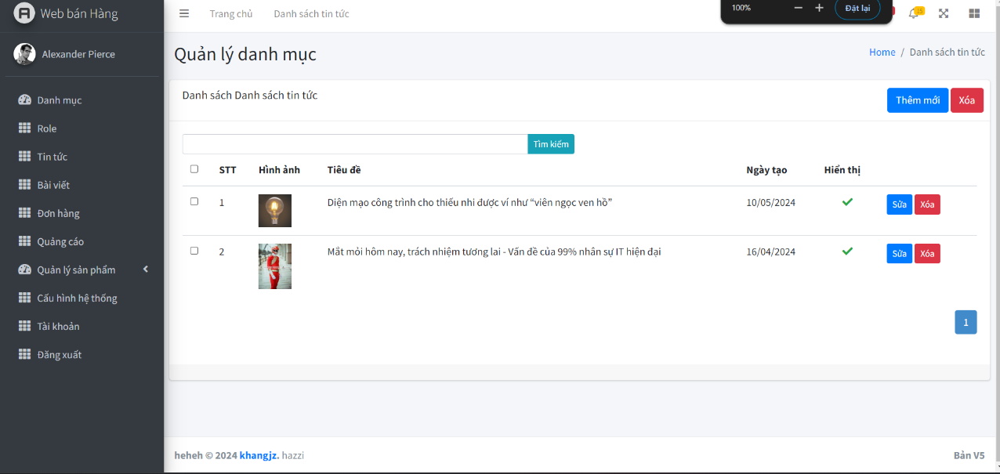 Web bán Hàng
Trang chủ Danh sách tin tức
100% Đặt lại
15
Alexander Pierce
Danh mục
Role
Tin tức
Bài viết
Đơn hàng
Quảng cáo
Quản lý sản phẩm
Cấu hình hệ thống
Tài khoản
Đăng xuất
Quản lý danh mục
Home / Danh sách tin tức
Danh sách Danh sách tin tức
Thêm mới Xóa
Tìm kiếm
STT Hình ảnh Tiêu đề Ngày tạo Hiển thị
1 Diện mạo công trình cho thiếu nhi được ví như “viên ngọc ven hồ” 10/05/2024 Sửa Xóa
2 Mắt mỏi hôm nay, trách nhiệm tương lai - Vấn đề của 99% nhân sự IT hiện đại 16/04/2024 Sửa Xóa
1
heheh © 2024 khangjz. hazzi
Bản V5